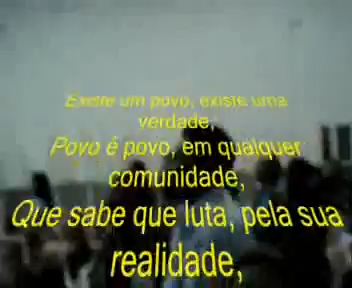 Existe um povo, existe uma
verdade,
Povo é povo, em qualquer
comunidade,
Que sabe que luta, pela sua
realidade,